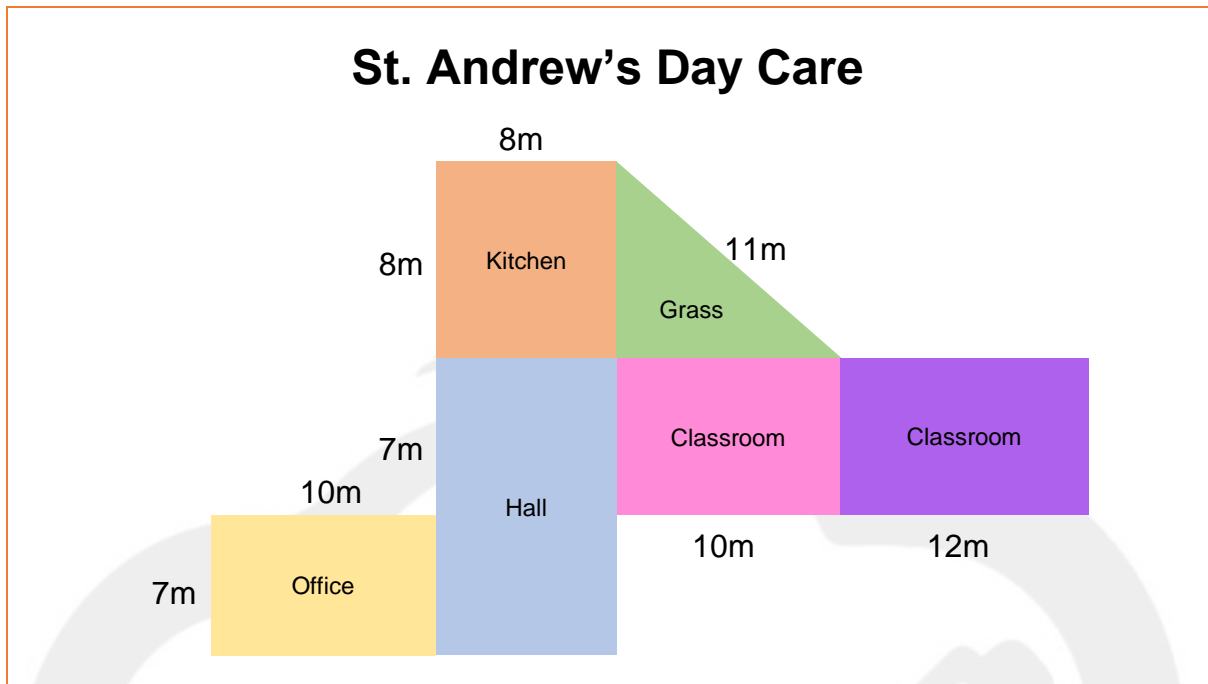 St. Andrew’s Day Care
8m
8m
Kitchen
11m
Grass
7m
Classroom
Classroom
10m
Hall
10m
12m
7m
Office